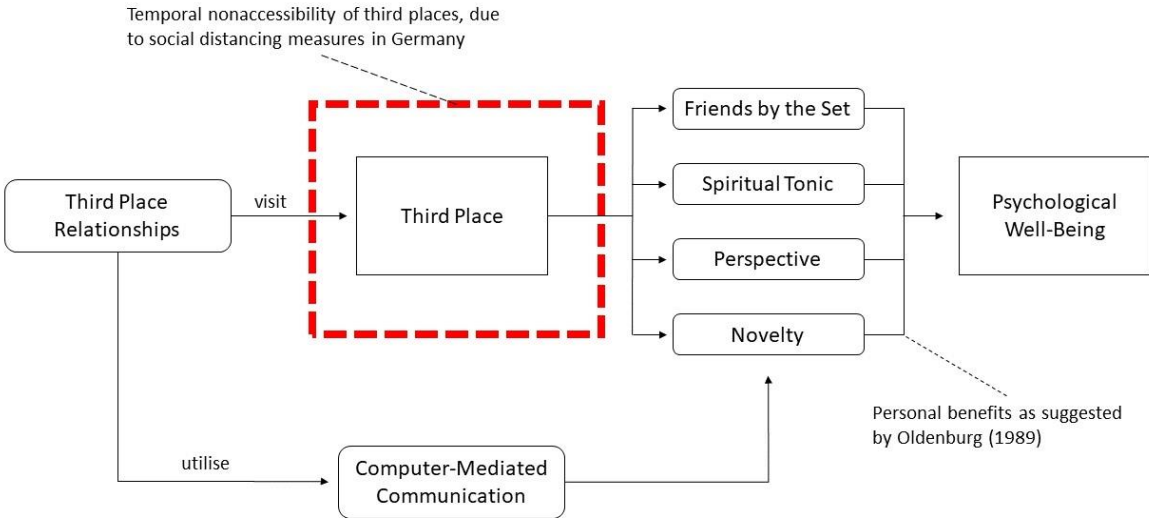 Temporal nonaccessibility of third places, due
to social distancing measures in Germany
Friends by the Set
Spiritual Tonic
Third Place
Relationships
visit
Third Place
Psychological
Well-Being
Perspective
Novelty
Personal benefits as suggested
by Oldenburg (1989)
utilise
Computer-Mediated
Communication